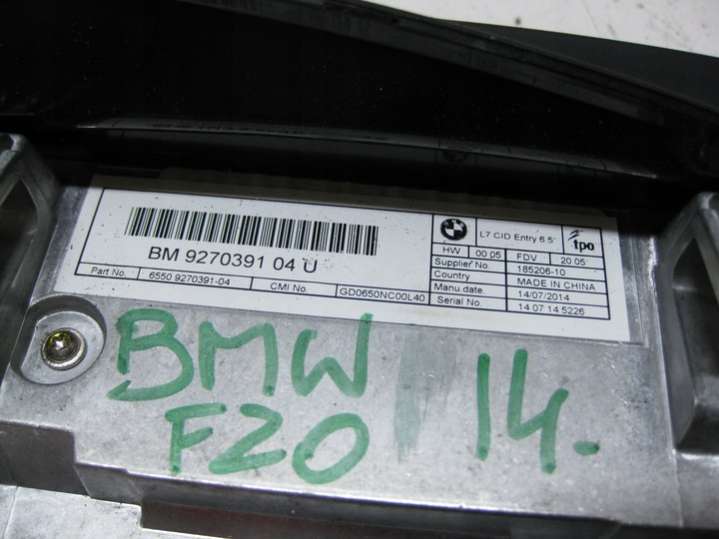 BM 9270391 04 U
Part No. 6550 9270391-04 CMI No. GD0650NC00L40
L7 CID Entry 6.5" tpo
HW 00 05 FDV 20 05
Supplier No. 185206-10
Country MADE IN CHINA
Manu date. 14/07/2014
Serial No. 14 07 14 5226
BMW 14.
F20